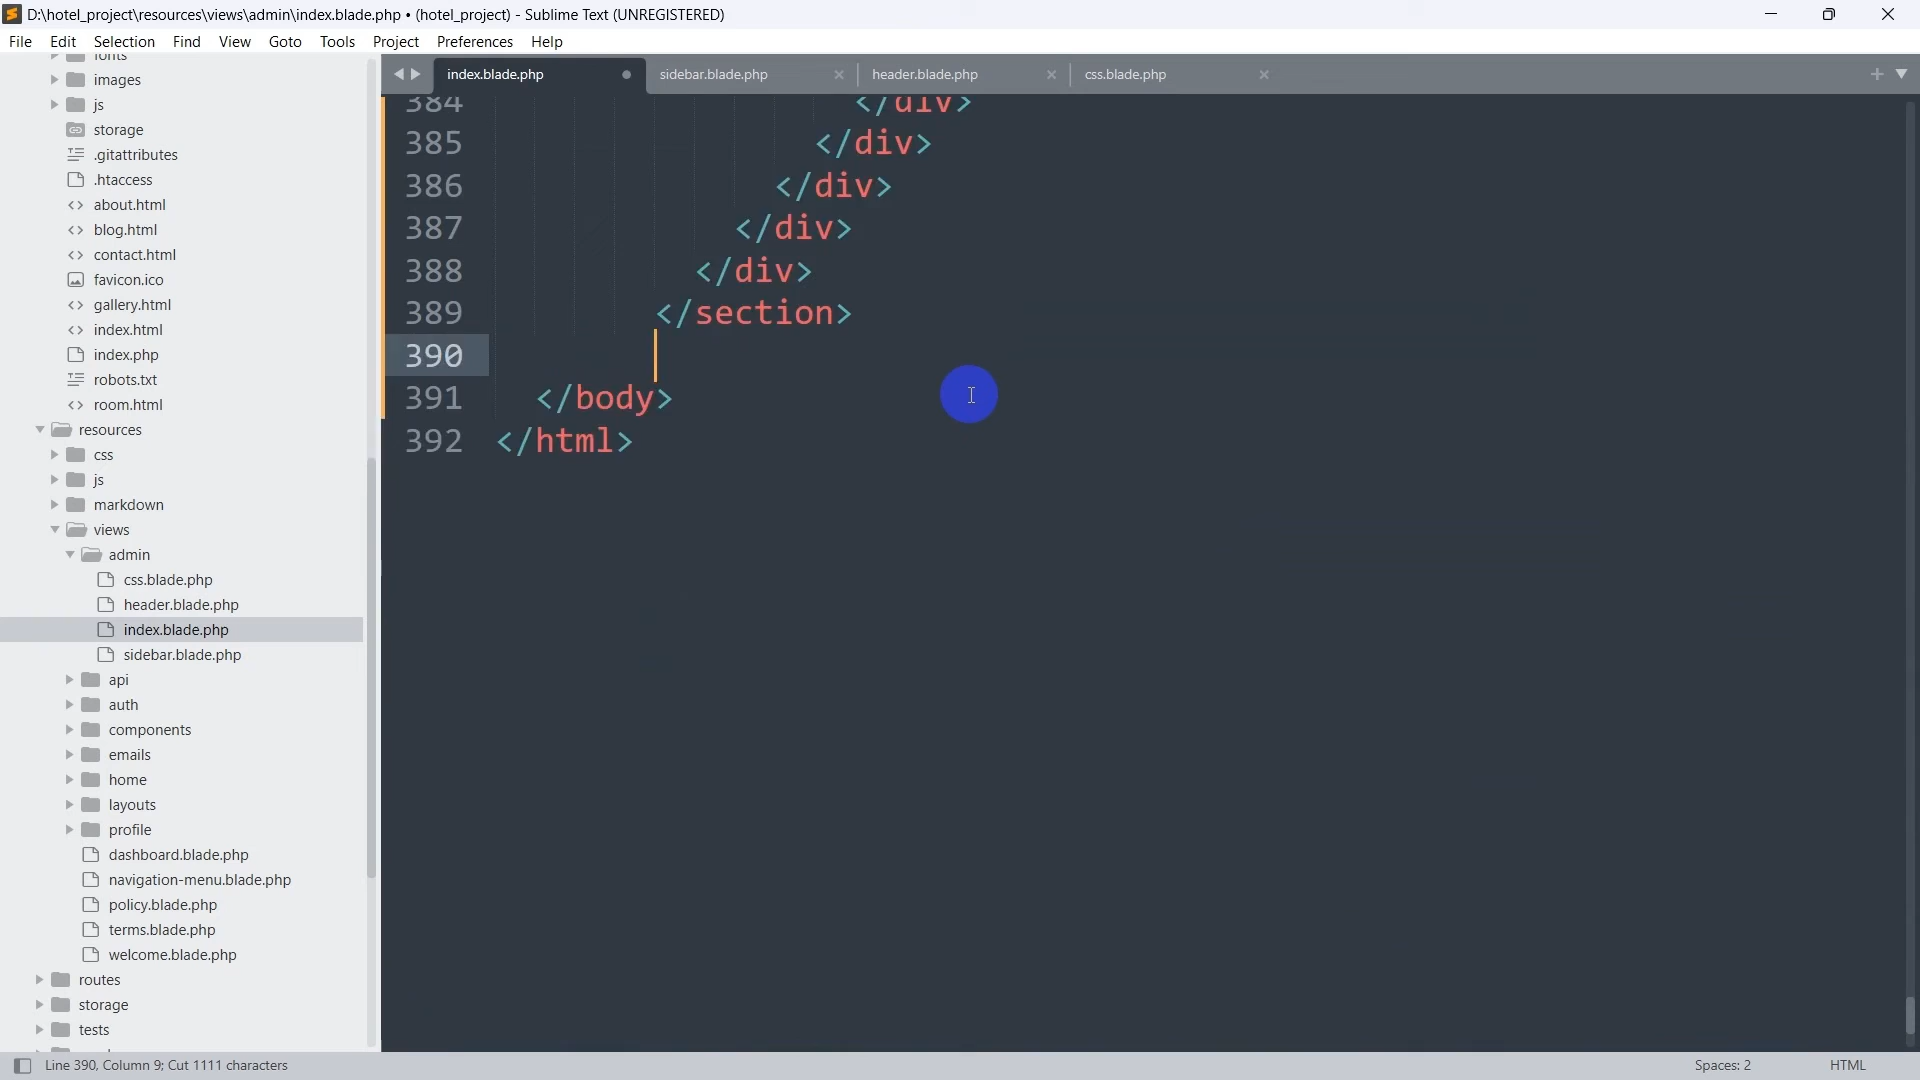 D:\hotel_project\resources\views\admin\index.blade.php • (hotel_project) - Sublime Text (UNREGISTERED)
File Edit Selection Find View Goto Tools Project Preferences Help
fonts
images
js
storage
.gitattributes
.htaccess
about.html
blog.html
contact.html
favicon.ico
gallery.html
index.html
index.php
robots.txt
room.html
resources
css
js
markdown
views
admin
css.blade.php
header.blade.php
index.blade.php
sidebar.blade.php
api
auth
components
emails
home
layouts
profile
dashboard.blade.php
navigation-menu.blade.php
policy.blade.php
terms.blade.php
welcome.blade.php
routes
storage
tests
index.blade.php sidebar.blade.php header.blade.php css.blade.php
384 </div>
385 </div>
386 </div>
387 </div>
388 </div>
389 </section>
390
391 </body>
392 </html>
Line 390, Column 9; Cut 1111 characters Spaces: 2 HTML